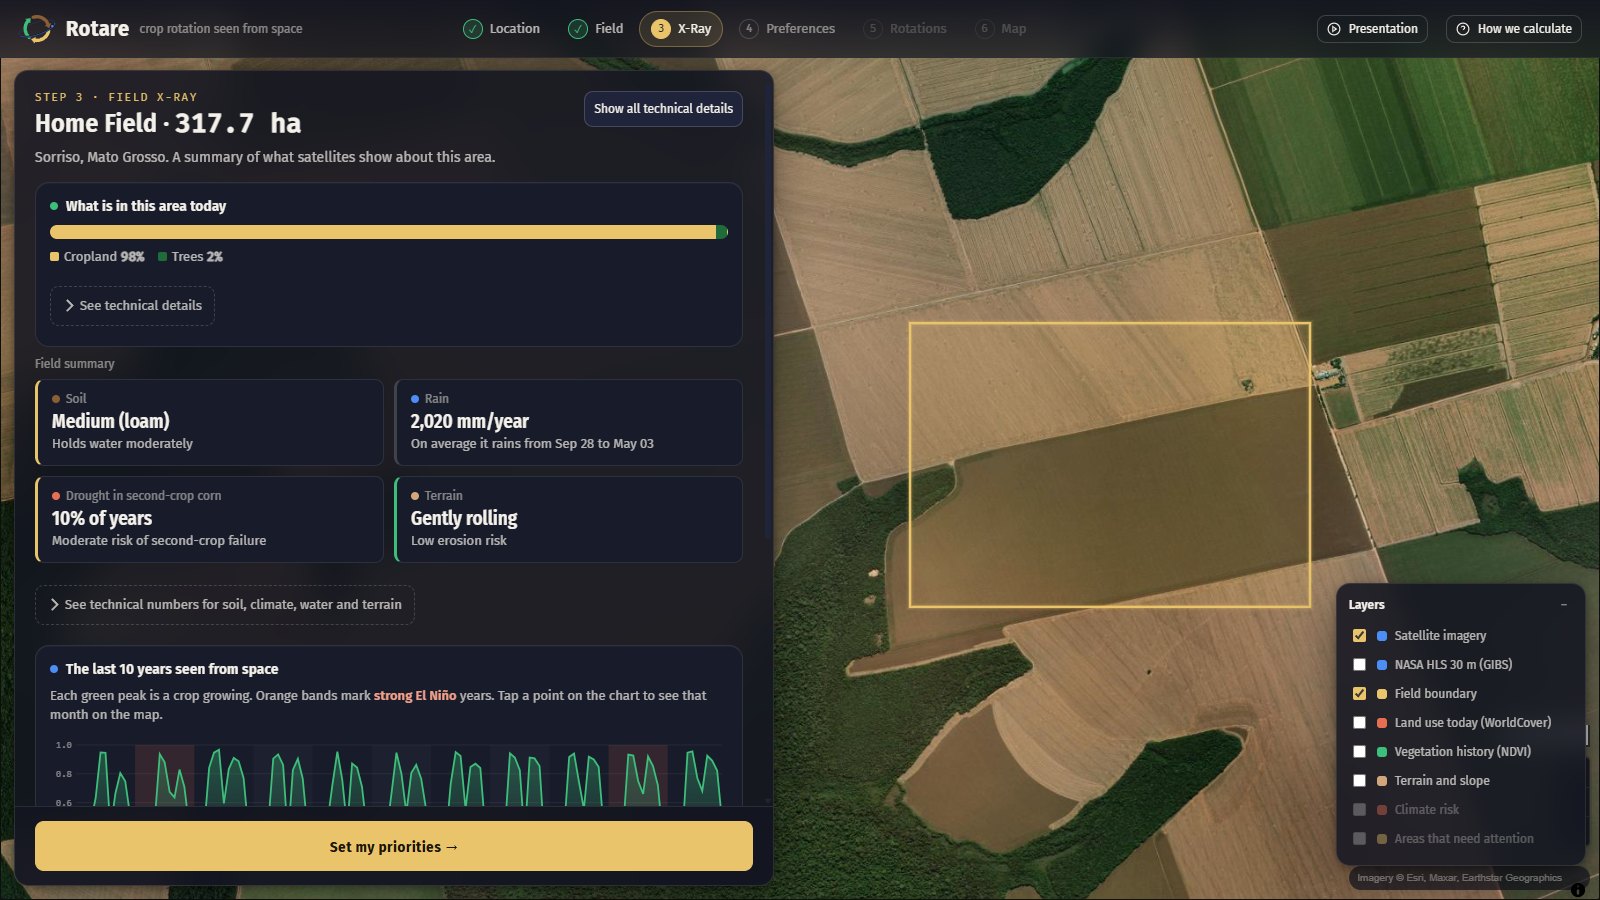 Rotare crop rotation seen from space
✓ Location
✓ Field
3 X-Ray
4 Preferences
5 Rotations
6 Map
Presentation
How we calculate
STEP 3 · FIELD X-RAY
Home Field · 317.7 ha
Show all technical details
Sorriso, Mato Grosso. A summary of what satellites show about this area.
What is in this area today
Cropland 98% Trees 2%
See technical details
Field summary
Soil
Medium (loam)
Holds water moderately
Rain
2,020 mm/year
On average it rains from Sep 28 to May 03
Drought in second-crop corn
10% of years
Moderate risk of second-crop failure
Terrain
Gently rolling
Low erosion risk
See technical numbers for soil, climate, water and terrain
The last 10 years seen from space
Each green peak is a crop growing. Orange bands mark strong El Niño years. Tap a point on the chart to see that
month on the map.
1.0
0.8
0.6
Set my priorities →
Layers –
Satellite imagery
NASA HLS 30 m (GIBS)
Field boundary
Land use today (WorldCover)
Vegetation history (NDVI)
Terrain and slope
Climate risk
Areas that need attention
Imagery © Esri, Maxar, Earthstar Geographics